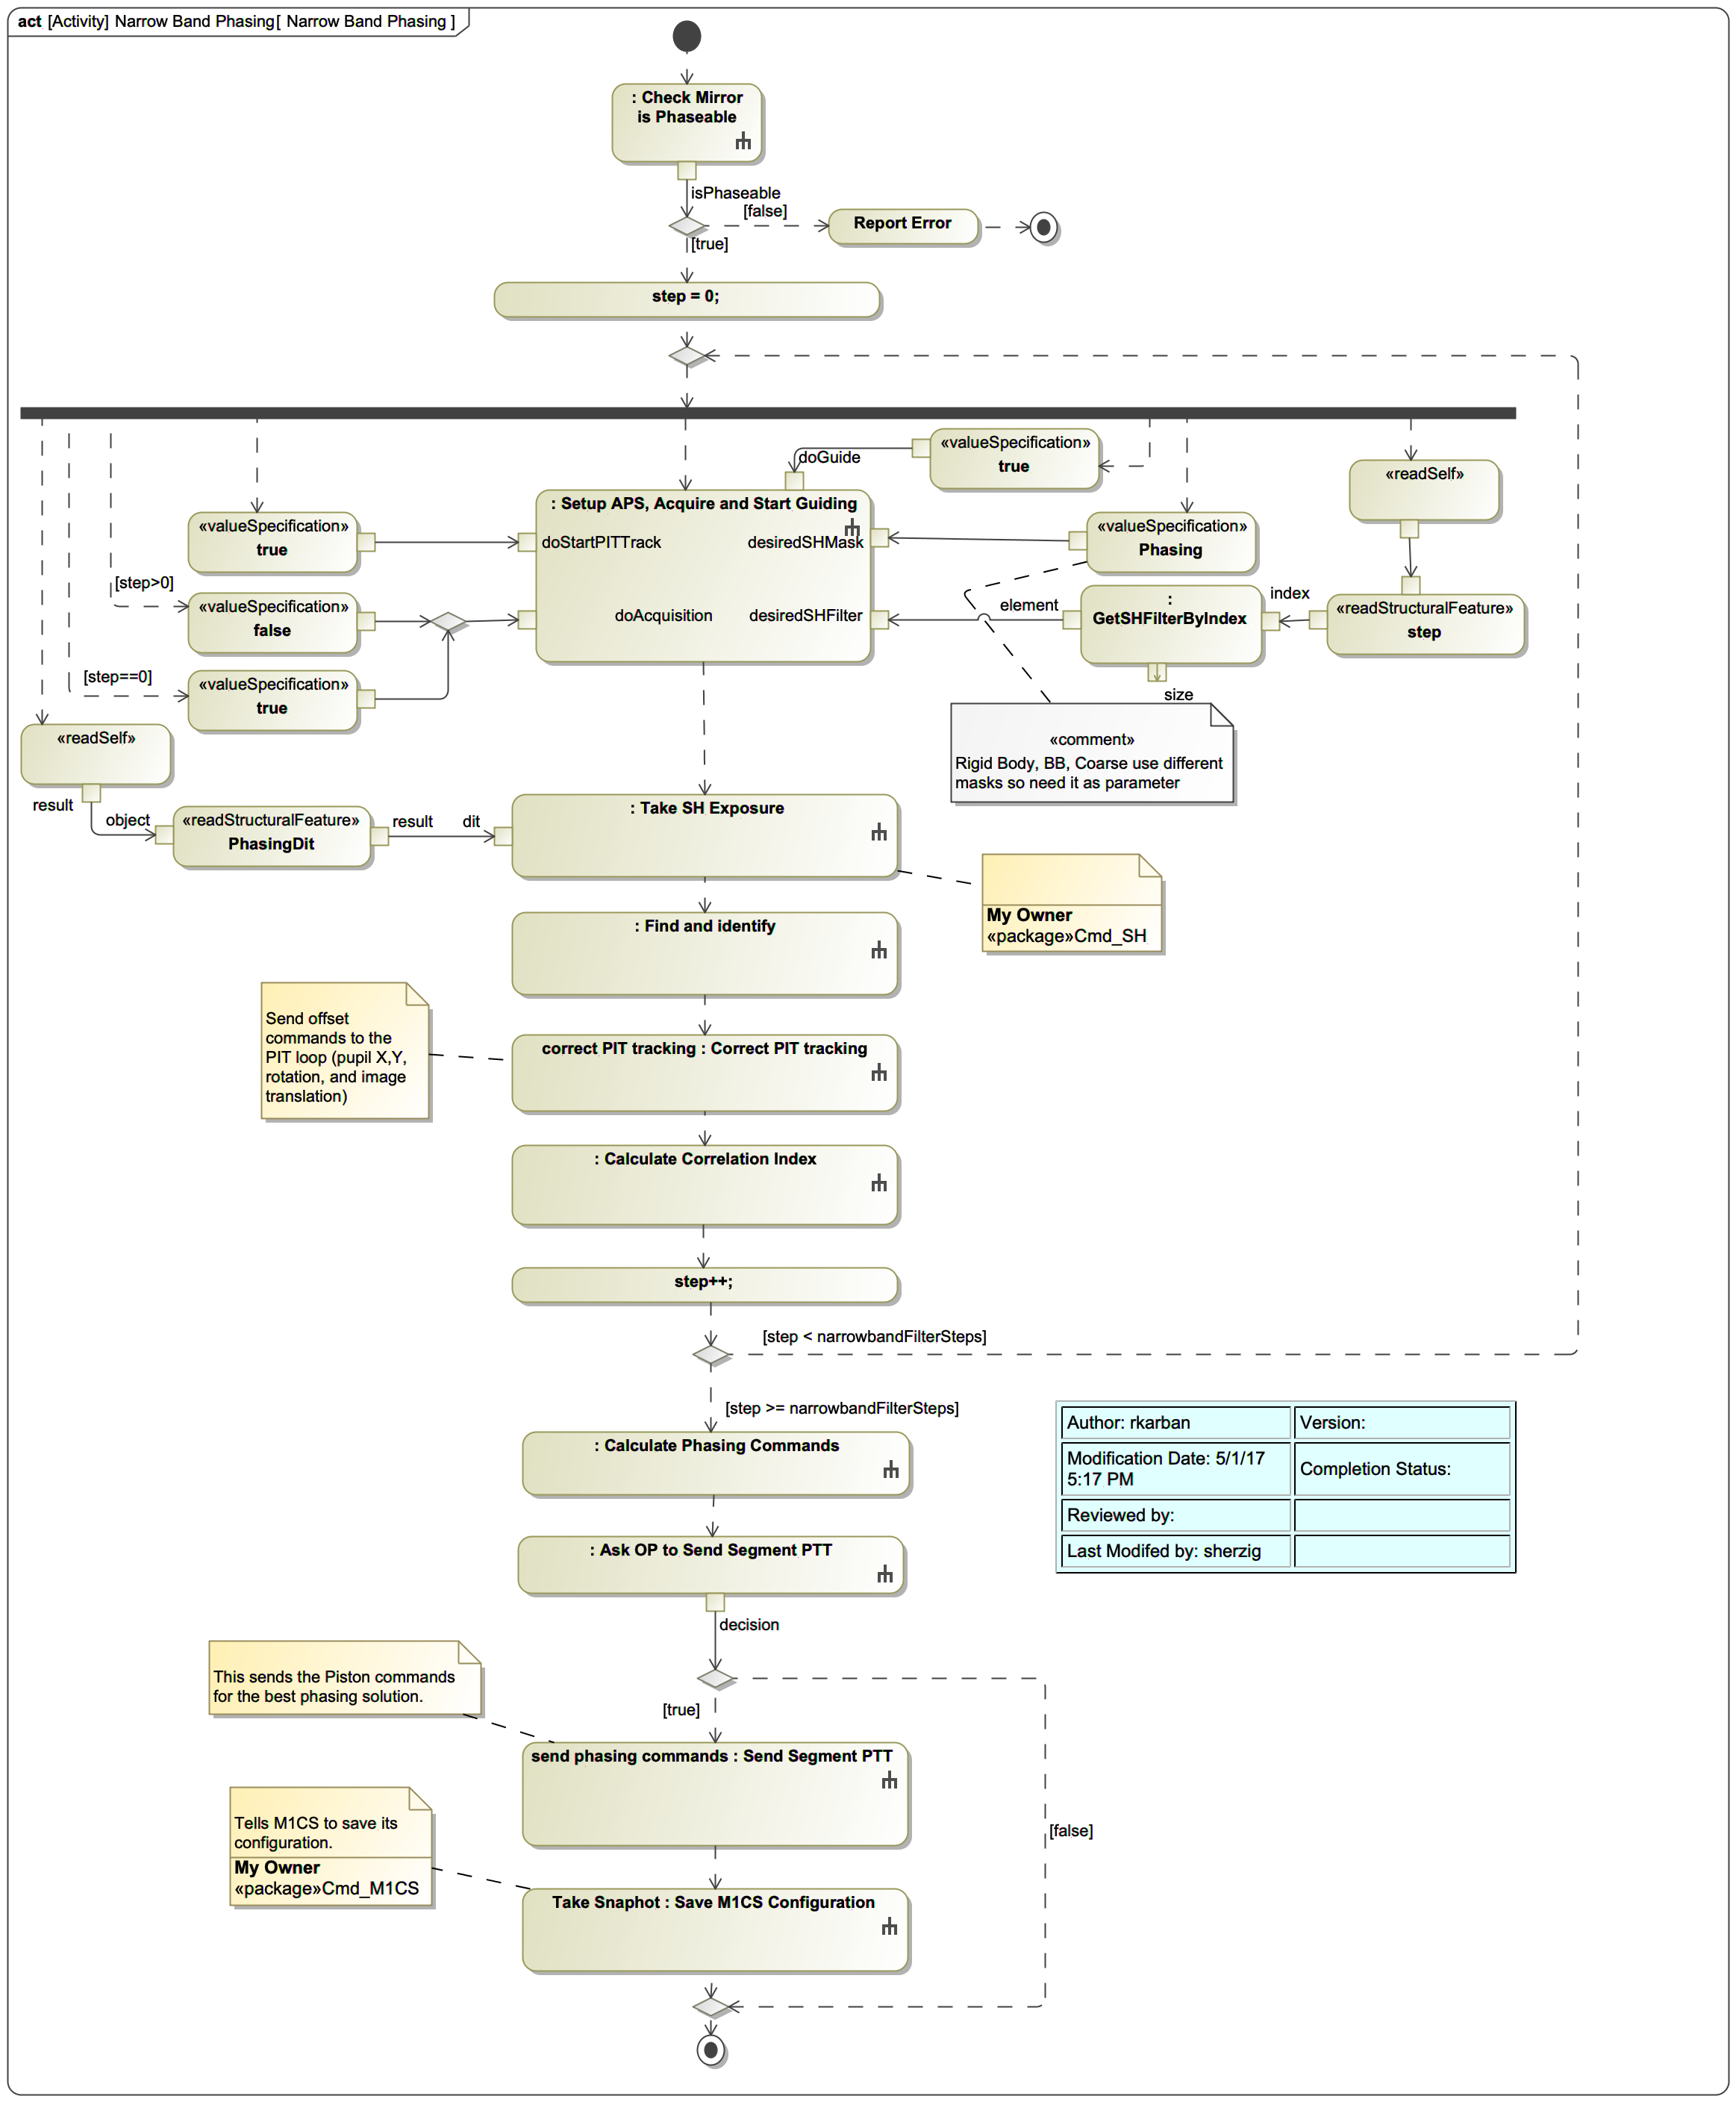 act [Activity] Narrow Band Phasing[ Narrow Band Phasing ]
: Check Mirror
is Phaseable
isPhaseable
[false]
Report Error
[true]
step = 0;
«valueSpecification»
true
doGuide
«readSelf»
: Setup APS, Acquire and Start Guiding
«valueSpecification»
true
doStartPITTrack
desiredSHMask
«valueSpecification»
Phasing
[step>0]
«valueSpecification»
false
doAcquisition
desiredSHFilter
element
:
GetSHFilterByIndex
index
«readStructuralFeature»
step
[step==0]
«valueSpecification»
true
size
«readSelf»
«comment»
Rigid Body, BB, Coarse use different
masks so need it as parameter
result
object
«readStructuralFeature»
PhasingDit
result
dit
: Take SH Exposure
My Owner
«package»Cmd_SH
: Find and identify
Send offset
commands to the
PIT loop (pupil X,Y,
rotation, and image
translation)
correct PIT tracking : Correct PIT tracking
: Calculate Correlation Index
step++;
[step < narrowbandFilterSteps]
[step >= narrowbandFilterSteps]
: Calculate Phasing Commands
Author: rkarban
Version:
Modification Date: 5/1/17
5:17 PM
Completion Status:
Reviewed by:
Last Modifed by: sherzig
: Ask OP to Send Segment PTT
decision
This sends the Piston commands
for the best phasing solution.
[true]
send phasing commands : Send Segment PTT
Tells M1CS to save its
configuration.
My Owner
«package»Cmd_M1CS
[false]
Take Snaphot : Save M1CS Configuration